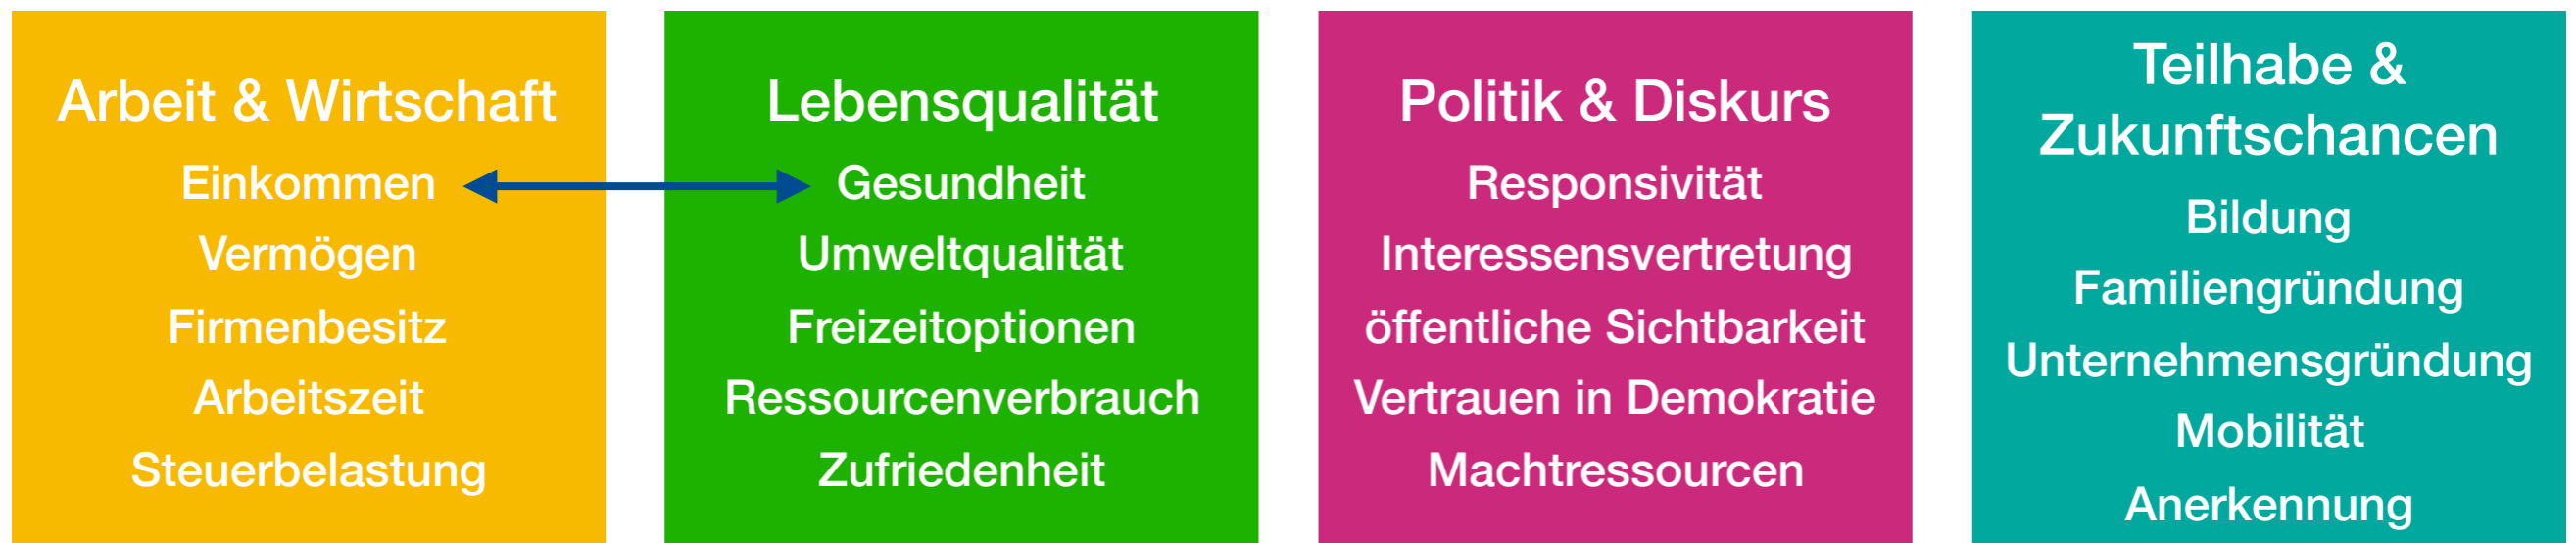 Arbeit & Wirtschaft
Einkommen
Vermögen
Firmenbesitz
Arbeitszeit
Steuerbelastung
Lebensqualität
Gesundheit
Umweltqualität
Freizeitoptionen
Ressourcenverbrauch
Zufriedenheit
Politik & Diskurs
Responsivität
Interessensvertretung
öffentliche Sichtbarkeit
Vertrauen in Demokratie
Machtressourcen
Teilhabe &
Zukunftschancen
Bildung
Familiengründung
Unternehmensgründung
Mobilität
Anerkennung